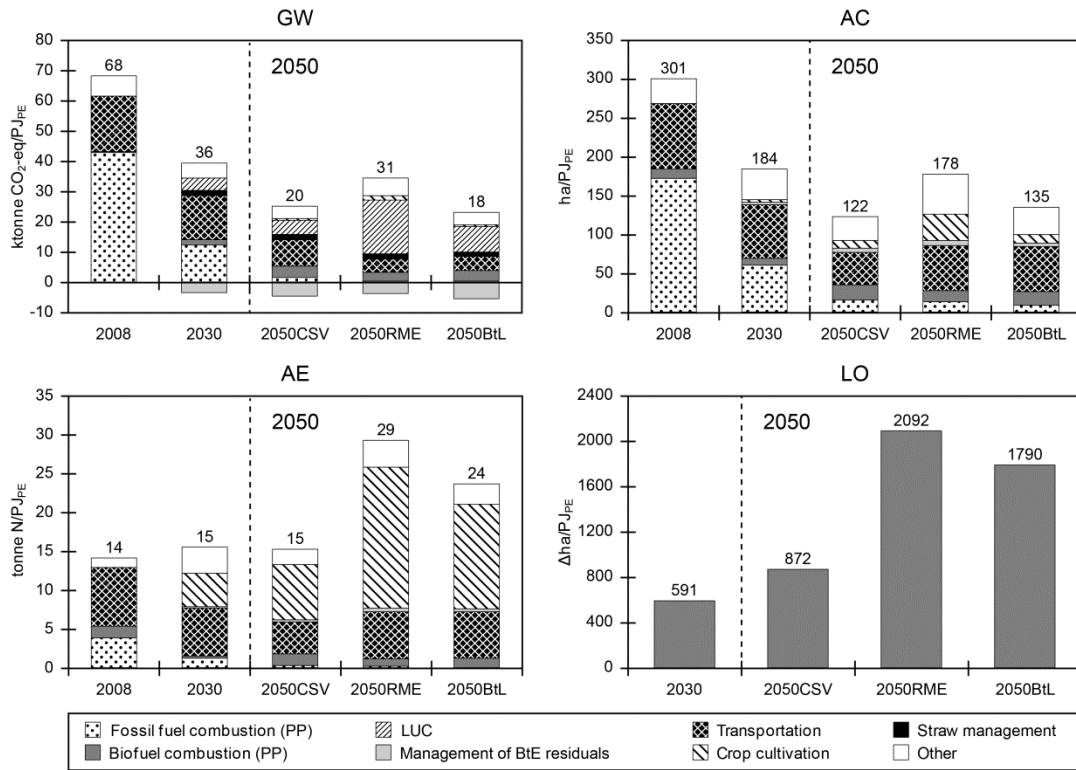 GW
ktonne CO₂-eq/PJ_PE
80
70
60
50
40
30
20
10
0
-10
2050
68
36
20
31
18
2008
2030
2050CSV
2050RME
2050BtL
AC
ha/PJ_PE
350
300
250
200
150
100
50
0
2050
301
184
122
178
135
2008
2030
2050CSV
2050RME
2050BtL
AE
tonne N/PJ_PE
35
30
25
20
15
10
5
0
2050
14
15
15
29
24
2008
2030
2050CSV
2050RME
2050BtL
LO
Δha/PJ_PE
2400
2000
1600
1200
800
400
0
2050
591
872
2092
1790
2030
2050CSV
2050RME
2050BtL
Fossil fuel combustion (PP)
LUC
Transportation
Straw management
Biofuel combustion (PP)
Management of BtE residuals
Crop cultivation
Other